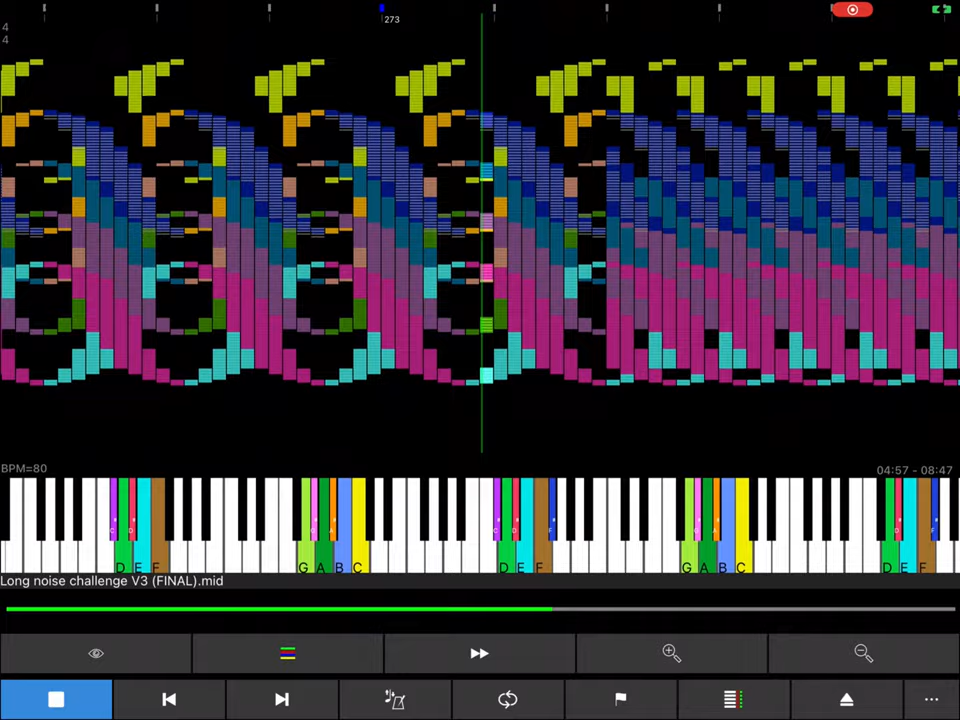 273
4
4
BPM=80
04:57 - 08:47
C # D # G # A # C # D # F # G # A # D # F #
D E F G A B C D E F G A B C D E F
Long noise challenge V3 (FINAL).mid